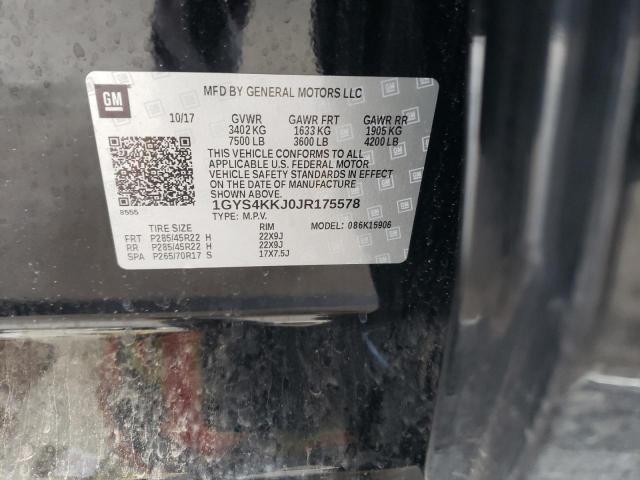 GM
MFD BY GENERAL MOTORS LLC
10/17 GVWR GAWR FRT GAWR RR
3402 KG 1633 KG 1905 KG
7500 LB 3600 LB 4200 LB
THIS VEHICLE CONFORMS TO ALL
APPLICABLE U.S. FEDERAL MOTOR
VEHICLE SAFETY STANDARDS IN EFFECT
ON THE DATE OF MANUFACTURE
SHOWN ABOVE.
8555 1GYS4KKJ0JR175578
TYPE: M.P.V. MODEL: 086K15906
TIRE SIZE RIM
FRT P285/45R22 H 22X9J
RR P285/45R22 H 22X9J
SPA P265/70R17 S 17X7.5J